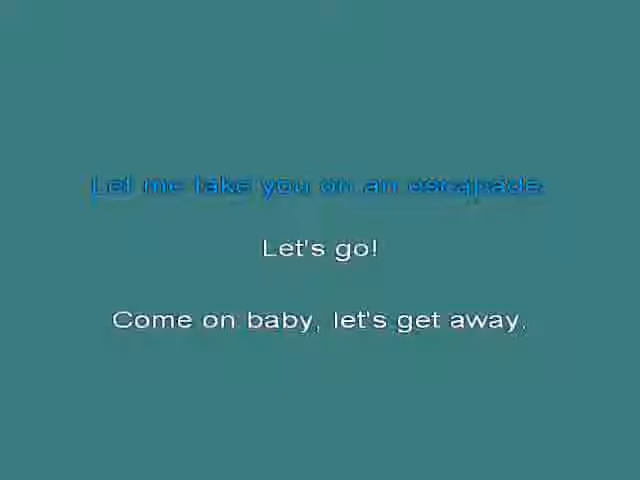 Let me take you on an escapade.
Let's go!
Come on baby, let's get away.